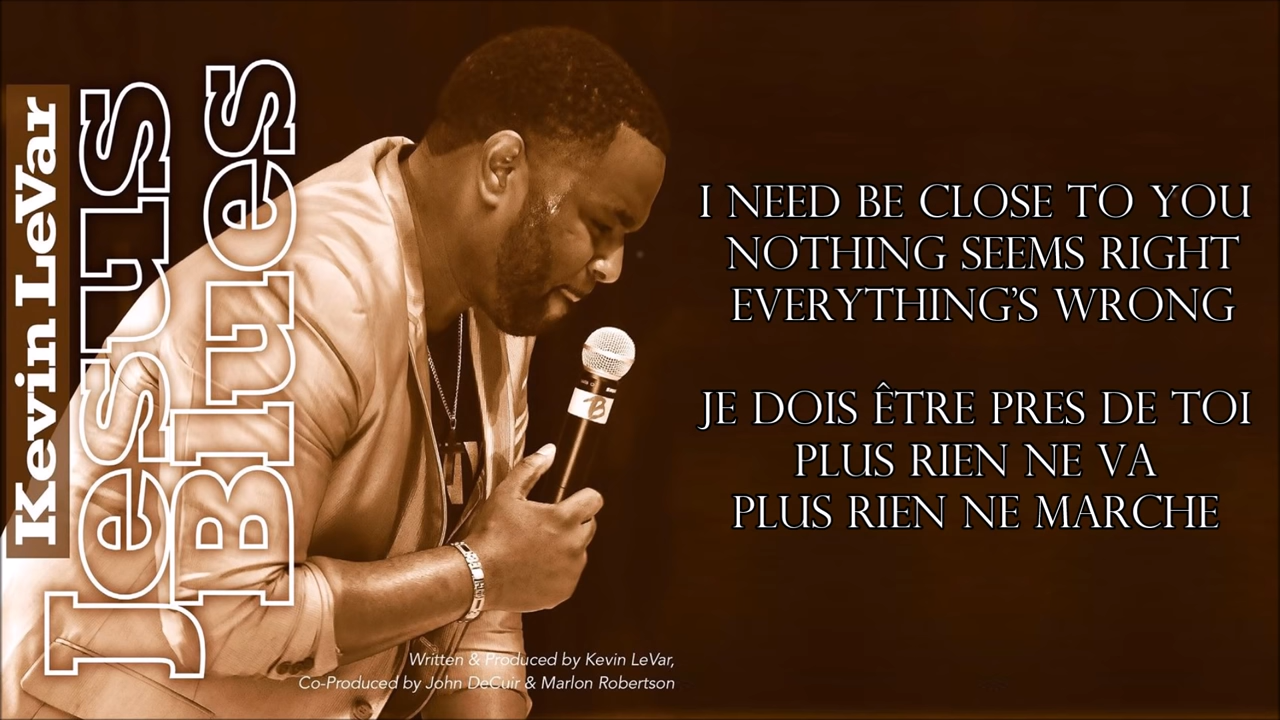 Kevin LeVar
Jesus
Blues
I NEED BE CLOSE TO YOU
NOTHING SEEMS RIGHT
EVERYTHING'S WRONG
JE DOIS ÊTRE PRES DE TOI
PLUS RIEN NE VA
PLUS RIEN NE MARCHE
Written & Produced by Kevin LeVar,
Co-Produced by John DeCuir & Marlon Robertson